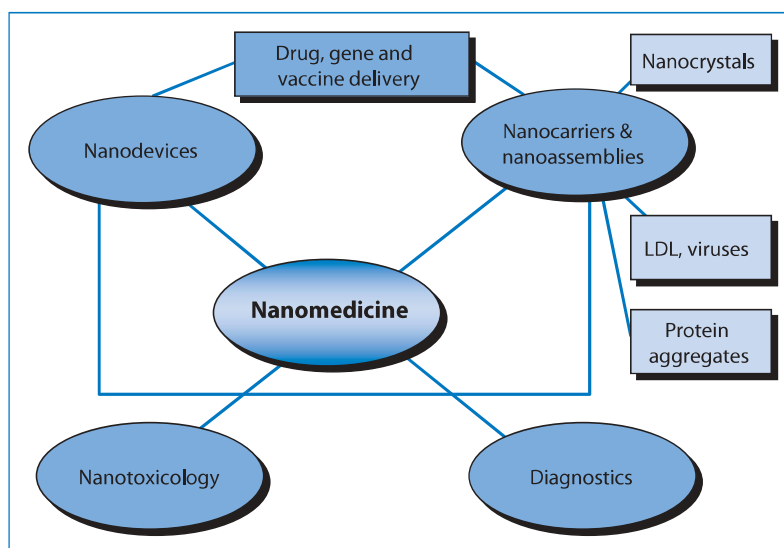 Drug, gene and
vaccine delivery
Nanocrystals
Nanodevices
Nanocarriers &
nanoassemblies
LDL, viruses
Nanomedicine
Protein
aggregates
Nanotoxicology
Diagnostics